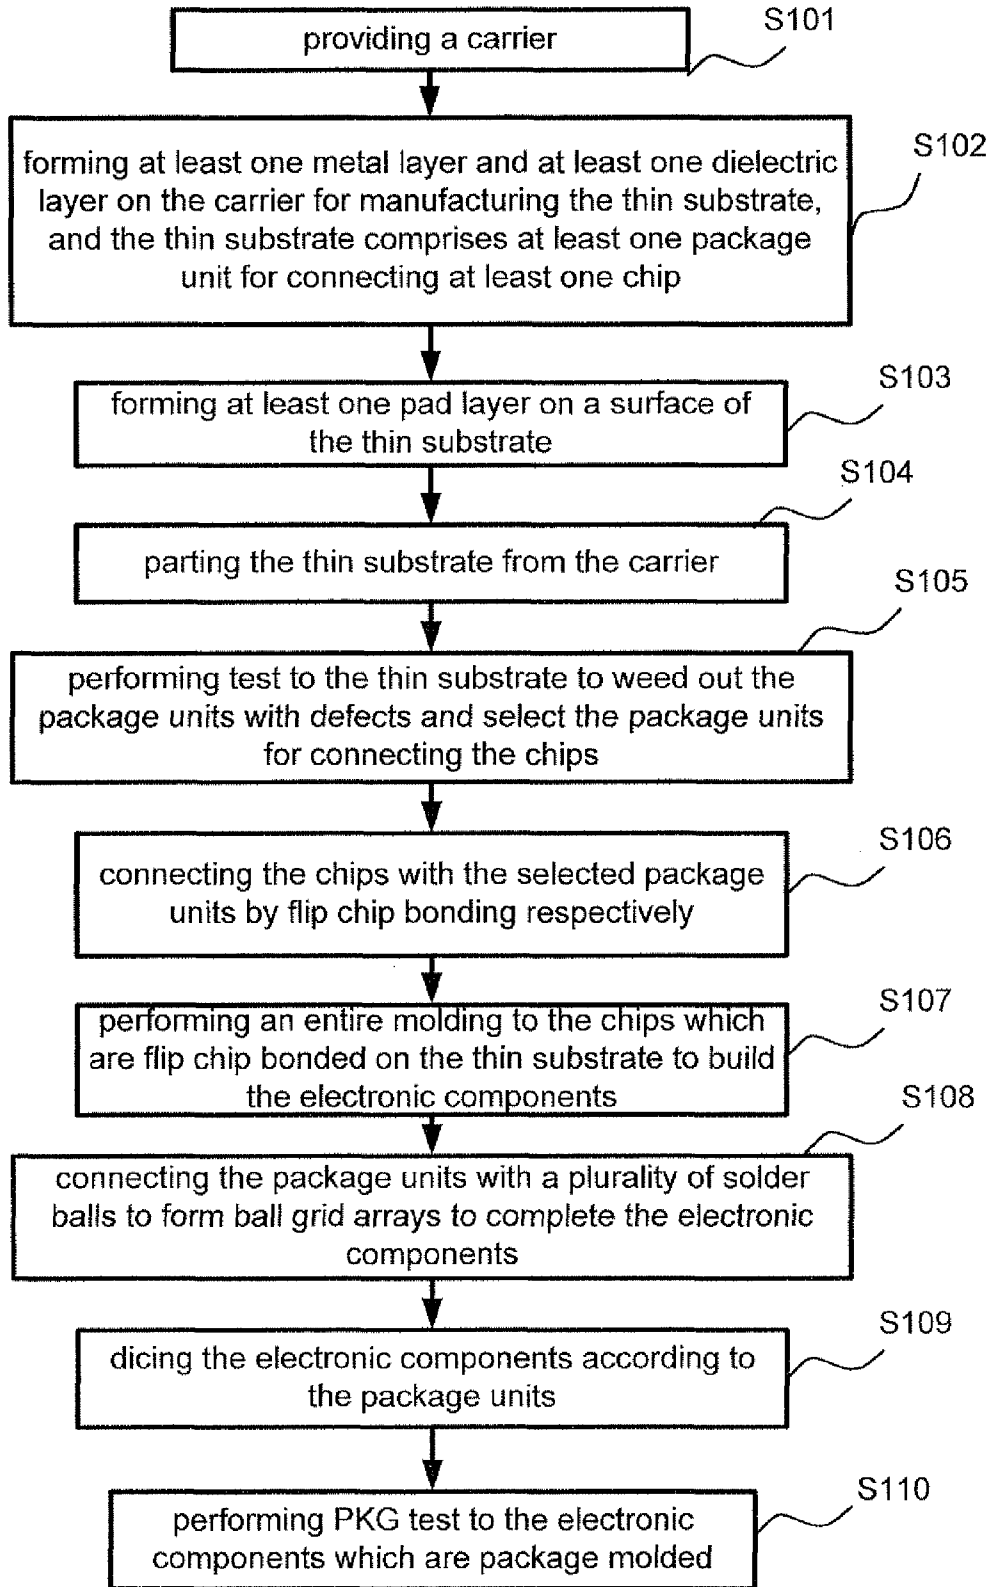 providing a carrier
S101
forming at least one metal layer and at least one dielectric
layer on the carrier for manufacturing the thin substrate,
and the thin substrate comprises at least one package
unit for connecting at least one chip
S102
forming at least one pad layer on a surface of
the thin substrate
S103
parting the thin substrate from the carrier
S104
performing test to the thin substrate to weed out the
package units with defects and select the package units
for connecting the chips
S105
connecting the chips with the selected package
units by flip chip bonding respectively
S106
performing an entire molding to the chips which
are flip chip bonded on the thin substrate to build
the electronic components
S107
connecting the package units with a plurality of solder
balls to form ball grid arrays to complete the electronic
components
S108
dicing the electronic components according to
the package units
S109
performing PKG test to the electronic
components which are package molded
S110